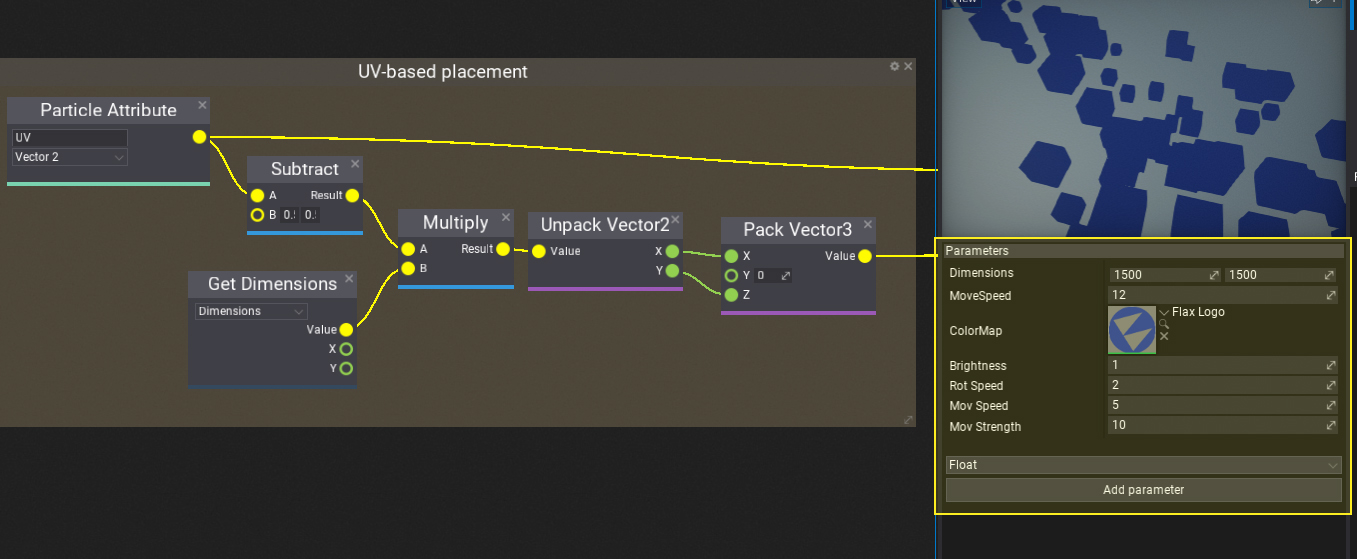 UV-based placement
Particle Attribute
UV
Vector 2
Subtract
A Result
B 0. 0.
Multiply
A Result
B
Unpack Vector2
Value X
Y
Pack Vector3
X Value
Y 0
Z
Get Dimensions
Dimensions
Value
X
Y
View
Parameters
Dimensions 1500 1500
MoveSpeed 12
ColorMap Flax Logo
Brightness 1
Rot Speed 2
Mov Speed 5
Mov Strength 10
Float
Add parameter